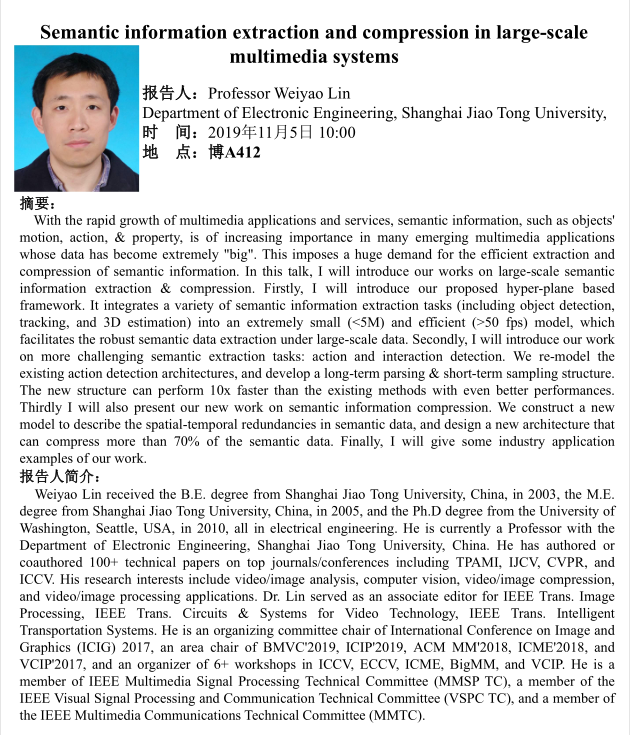 Semantic information extraction and compression in large-scale
multimedia systems
报告人：Professor Weiyao Lin
Department of Electronic Engineering, Shanghai Jiao Tong University,
时　间：2019年11月5日 10:00
地　点：博A412
摘要：
With the rapid growth of multimedia applications and services, semantic information, such as objects'
motion, action, & property, is of increasing importance in many emerging multimedia applications
whose data has become extremely "big". This imposes a huge demand for the efficient extraction and
compression of semantic information. In this talk, I will introduce our works on large-scale semantic
information extraction & compression. Firstly, I will introduce our proposed hyper-plane based
framework. It integrates a variety of semantic information extraction tasks (including object detection,
tracking, and 3D estimation) into an extremely small (<5M) and efficient (>50 fps) model, which
facilitates the robust semantic data extraction under large-scale data. Secondly, I will introduce our work
on more challenging semantic extraction tasks: action and interaction detection. We re-model the
existing action detection architectures, and develop a long-term parsing & short-term sampling structure.
The new structure can perform 10x faster than the existing methods with even better performances.
Thirdly I will also present our new work on semantic information compression. We construct a new
model to describe the spatial-temporal redundancies in semantic data, and design a new architecture that
can compress more than 70% of the semantic data. Finally, I will give some industry application
examples of our work.
报告人简介：
Weiyao Lin received the B.E. degree from Shanghai Jiao Tong University, China, in 2003, the M.E.
degree from Shanghai Jiao Tong University, China, in 2005, and the Ph.D degree from the University of
Washington, Seattle, USA, in 2010, all in electrical engineering. He is currently a Professor with the
Department of Electronic Engineering, Shanghai Jiao Tong University, China. He has authored or
coauthored 100+ technical papers on top journals/conferences including TPAMI, IJCV, CVPR, and
ICCV. His research interests include video/image analysis, computer vision, video/image compression,
and video/image processing applications. Dr. Lin served as an associate editor for IEEE Trans. Image
Processing, IEEE Trans. Circuits & Systems for Video Technology, IEEE Trans. Intelligent
Transportation Systems. He is an organizing committee chair of International Conference on Image and
Graphics (ICIG) 2017, an area chair of BMVC'2019, ICIP'2019, ACM MM'2018, ICME'2018, and
VCIP'2017, and an organizer of 6+ workshops in ICCV, ECCV, ICME, BigMM, and VCIP. He is a
member of IEEE Multimedia Signal Processing Technical Committee (MMSP TC), a member of the
IEEE Visual Signal Processing and Communication Technical Committee (VSPC TC), and a member of
the IEEE Multimedia Communications Technical Committee (MMTC).